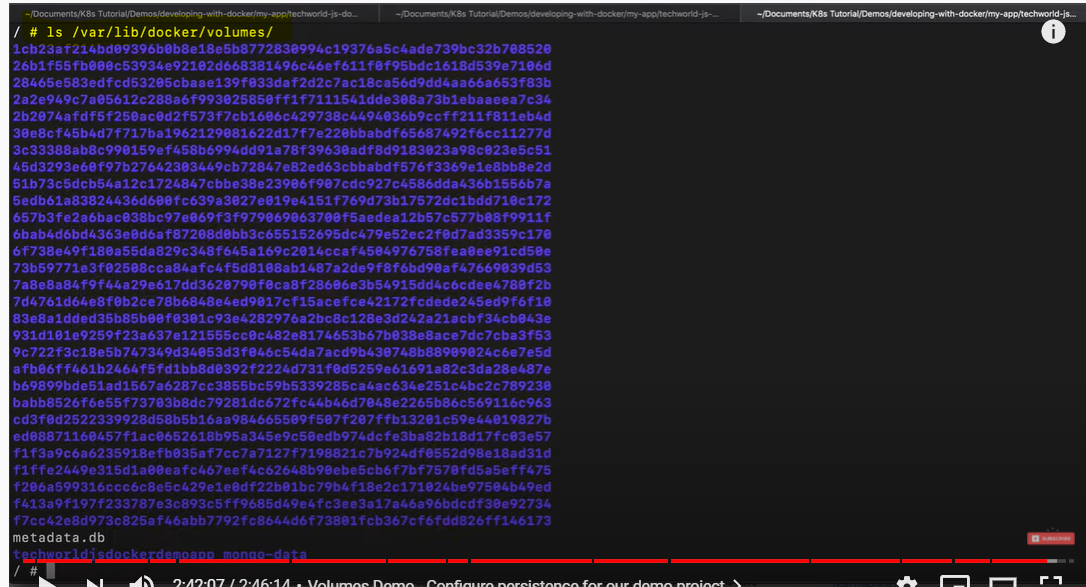 ~/Documents/K8s Tutorial/Demos/developing-with-docker/my-app/techworld-js-do...
~/Documents/K8s Tutorial/Demos/developing-with-docker/my-app/techworld-js-...
~/Documents/K8s Tutorial/Demos/developing-with-docker/my-app/techworld-js...
/ # ls /var/lib/docker/volumes/
1cb23af214bd09396b0b8e18e5b8772830994c19376a5c4ade739bc32b708520
26b1f55fb000c53934e92102d668381496c46ef611f0f95bdc1618d539e7106d
28465e583edfcd53205cbaae139f033daf2d2c7ac18ca56d9dd4aa66a653f83b
2a2e949c7a05612c288a6f993025850ff1f7111541dde308a73b1ebaaeea7c34
2b2074afdf5f250ac0d2f573f7cb1606c429738c4494036b9ccff211f811eb4d
30e8cf45b4d7f717ba1962129081622d17f7e220bbabdf65687492f6cc11277d
3c33388ab8c990159ef458b6994dd91a78f39630adf8d9183023a98c023e5c51
45d3293e60f97b27642303449cb72847e82ed63cbbabdf576f3369e1e8bb8e2d
51b73c5dcb54a12c1724847cbbe38e23906f907cdc927c4586dda436b1556b7a
5edb61a83824436d600fc639a3027e019e4151f769d73b17572dc1bdd710c172
657b3fe2a6bac038bc97e069f3f979069063700f5aedea12b57c577b08f9911f
6bab4d6bd4363e0d6af87208d0bb3c655152695dc479e52ec2f0d7ad3359c170
6f738e49f180a55da829c348f645a169c2014ccaf4504976758fea0ee91cd50e
73b59771e3f02508cca84afc4f5d8108ab1487a2de9f8f6bd90af47669039d53
7a8e8a84f9f44a29e617dd3620790f0ca8f28606e3b54915dd4c6cdee4780f2b
7d4761d64e8f0b2ce78b6848e4ed9017cf15acefce42172fcdede245ed9f6f10
83e8a1dded35b85b00f0301c93e4282976a2bc8c128e3d242a21acbf34cb043e
931d101e9259f23a637e121555cc0c482e8174653b67b038e8ace7dc7cba3f53
9c722f3c18e5b747349d34053d3f046c54da7acd9b430748b88909024c6e7e5d
afb06ff461b2464f5fd1bb8d0392f2224d731f0d5259e61691a82c3da28e487e
b69899bde51ad1567a6287cc3855bc59b5339285ca4ac634e251c4bc2c789230
babb8526f6e55f73703b8dc79281dc672fc44b46d7048e2265b86c569116c963
cd3f0d2522339928d58b5b16aa984665509f507f207ffb13201c59e44019827b
ed08871160457f1ac0652618b95a345e9c50edb974dcfe3ba82b18d17fc03e57
f1f3a9c6a6235918efb035af7cc7a7127f7198821c7b924df0552d98e18ad31d
f1ffe2449e315d1a00eafc467eef4c62648b90ebe5cb6f7bf7570fd5a5eff475
f206a599316ccc6c8e5c429e1e0df22b01bc79b4f18e2c171024be97504b49ed
f413a9f197f233787e3c893c5ff9685d49e4fc3ee3a17a46a96bdcdf30e92734
f7cc42e8d973c825af46abb7792fc8644d6f73801fcb367cf6fdd826ff146173
metadata.db
techworldjsdockerdemoapp_mongo-data
/ #
SUBSCRIBE
2:42:07 / 2:46:14 • Volumes Demo - Configure persistence for our demo project >